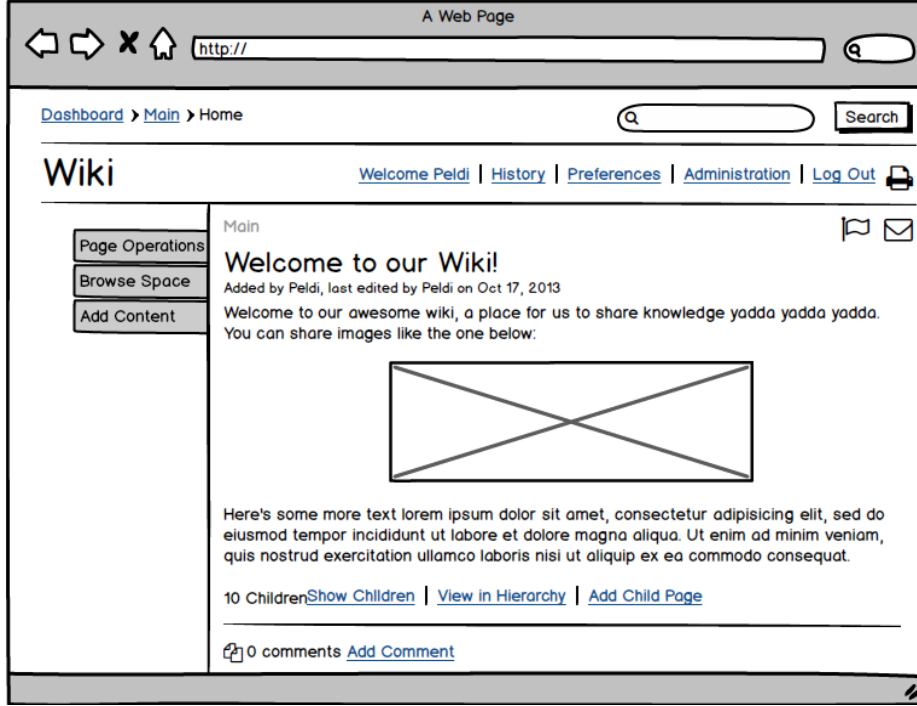 A Web Page
http://
Dashboard > Main > Home
Search
Wiki
Welcome Peldi | History | Preferences | Administration | Log Out
Page Operations
Browse Space
Add Content
Main
Welcome to our Wiki!
Added by Peldi, last edited by Peldi on Oct 17, 2013
Welcome to our awesome wiki, a place for us to share knowledge yadda yadda yadda.
You can share images like the one below:
Here's some more text lorem ipsum dolor sit amet, consectetur adipisicing elit, sed do
eiusmod tempor incididunt ut labore et dolore magna aliqua. Ut enim ad minim veniam,
quis nostrud exercitation ullamco laboris nisi ut aliquip ex ea commodo consequat.
10 Children Show Children | View in Hierarchy | Add Child Page
0 comments Add Comment